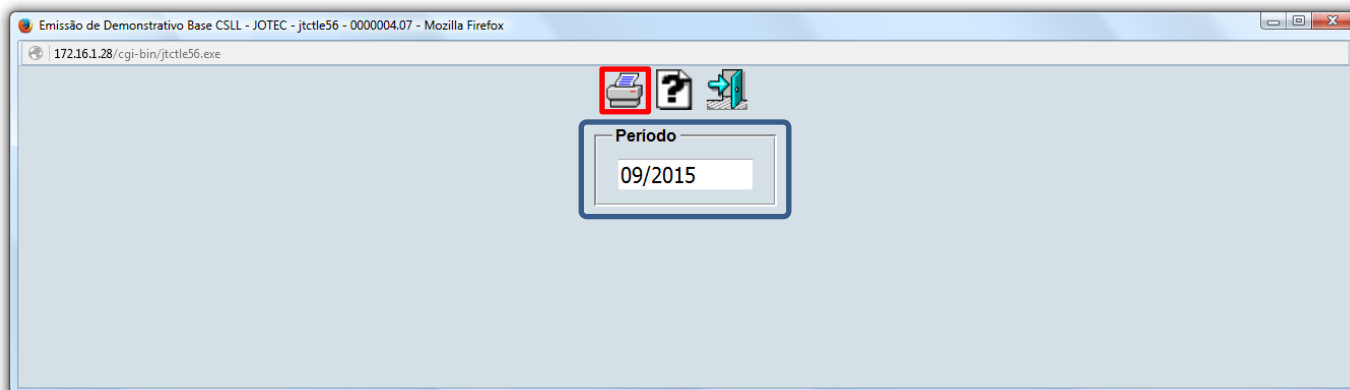 Emissão de Demonstrativo Base CSLL - JOTEC - jtctle56 - 0000004.07 - Mozilla Firefox
172.16.1.28/cgi-bin/jtctle56.exe
Período
09/2015